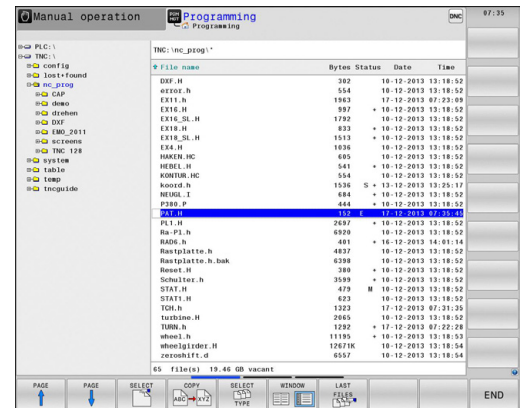 Manual operation
PGM
MGT
Programming
Programming
DNC
07:35
PLC:\
TNC:\
config
lost+found
nc_prog
CAP
demo
drehen
DXF
EMO_2011
screens
TNC 128
system
table
temp
tncguide
TNC:\nc_prog\*
File name Bytes Status Date Time
DXF.H 302 10-12-2013 13:18:52
error.h 554 10-12-2013 13:18:52
EX11.h 1963 17-12-2013 07:23:09
EX16.H 997 + 10-12-2013 13:18:52
EX16_SL.H 1792 10-12-2013 13:18:52
EX18.H 833 + 10-12-2013 13:18:52
EX18_SL.H 1513 + 10-12-2013 13:18:52
EX4.H 1036 10-12-2013 13:18:52
HAKEN.HC 605 10-12-2013 13:18:52
HEBEL.H 541 + 10-12-2013 13:18:52
KONTUR.HC 554 10-12-2013 13:18:52
koord.h 1536 S + 13-12-2013 13:25:17
NEUGL.I 684 + 10-12-2013 13:18:52
P380.P 444 + 10-12-2013 13:18:52
PAT.H 152 E 17-12-2013 07:35:45
PL1.H 2697 + 10-12-2013 13:18:52
Ra-Pl.h 6920 10-12-2013 13:18:52
RAD6.h 401 + 16-12-2013 14:01:14
Rastplatte.h 4837 10-12-2013 13:18:52
Rastplatte.h.bak 6398 10-12-2013 13:18:52
Reset.H 380 + 10-12-2013 13:18:52
Schulter.h 3599 + 10-12-2013 13:18:52
STAT.H 479 M 10-12-2013 13:18:52
STAT1.H 623 10-12-2013 13:18:52
TCH.h 1323 17-12-2013 07:31:35
turbine.H 2065 10-12-2013 13:18:52
TURN.h 1292 + 17-12-2013 07:22:28
wheel.h 11195 + 10-12-2013 13:18:53
wheelgirder.H 12671K 10-12-2013 13:18:54
zeroshift.d 6557 10-12-2013 13:18:54
65 file(s) 19.46 GB vacant
PAGE
PAGE
SELECT
COPY
ABC
XYZ
SELECT
TYPE
WINDOW
LAST
FILES
END